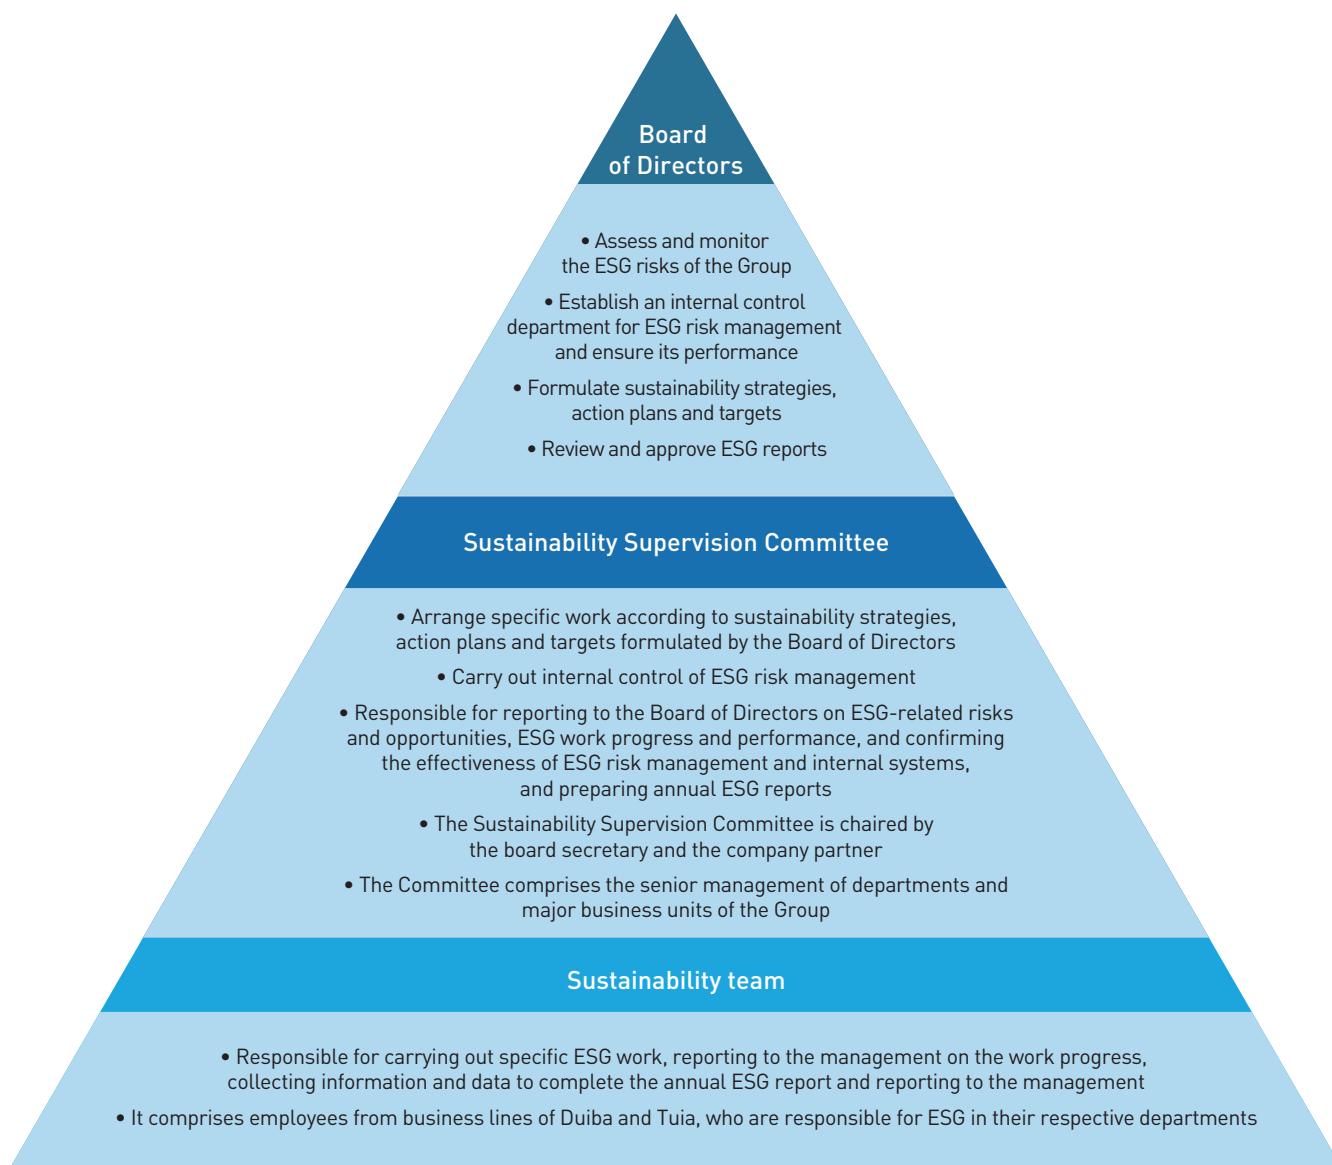 Board
of Directors
• Assess and monitor
the ESG risks of the Group
• Establish an internal control
department for ESG risk management
and ensure its performance
• Formulate sustainability strategies,
action plans and targets
• Review and approve ESG reports
Sustainability Supervision Committee
• Arrange specific work according to sustainability strategies,
action plans and targets formulated by the Board of Directors
• Carry out internal control of ESG risk management
• Responsible for reporting to the Board of Directors on ESG-related risks
and opportunities, ESG work progress and performance, and confirming
the effectiveness of ESG risk management and internal systems,
and preparing annual ESG reports
• The Sustainability Supervision Committee is chaired by
the board secretary and the company partner
• The Committee comprises the senior management of departments and
major business units of the Group
Sustainability team
• Responsible for carrying out specific ESG work, reporting to the management on the work progress,
collecting information and data to complete the annual ESG report and reporting to the management
• It comprises employees from business lines of Duiba and Tuia, who are responsible for ESG in their respective departments